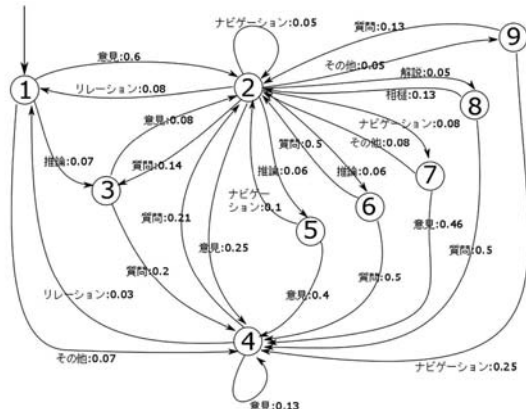 ナビゲーション:0.05
質問:0.13
9
意見:0.6
その他:0.05
解説:0.05
1
リレーション:0.08
2
相槌:0.13
8
意見:0.08
ナビゲーション:0.08
質問:0.5
その他:0.08
推論:0.07
質問:0.14
推論:0.06
推論:0.06
7
3
ナビゲー
ション:0.1
6
質問:0.21
5
意見:0.46
意見:0.25
質問:0.2
質問:0.5
質問:0.5
リレーション:0.03
意見:0.4
4
その他:0.07
ナビゲーション:0.25
意見:0.13